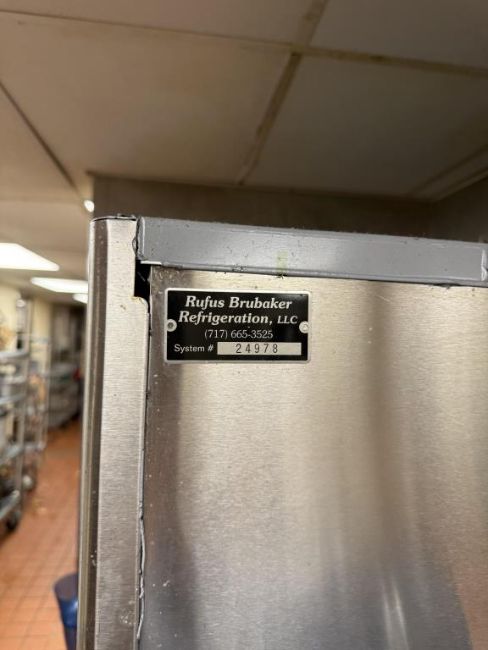 Rufus Brubaker
Refrigeration, LLC
(717) 665-3525
System # 24978